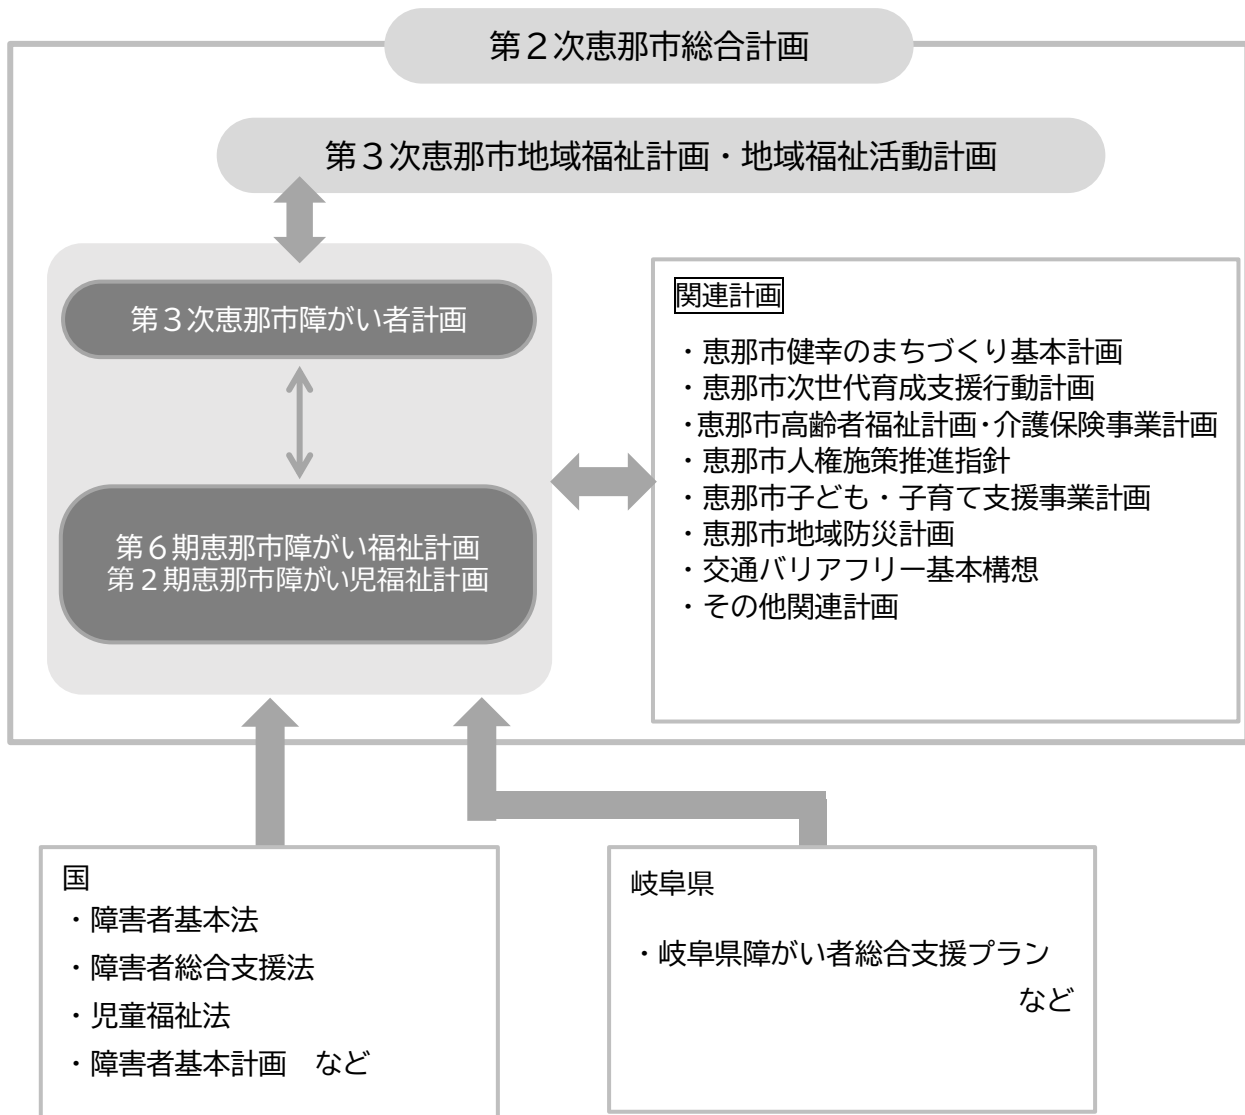 第２次恵那市総合計画
第３次恵那市地域福祉計画・地域福祉活動計画
第３次恵那市障がい者計画
第６期恵那市障がい福祉計画
第２期恵那市障がい児福祉計画
関連計画
・恵那市健幸のまちづくり基本計画
・恵那市次世代育成支援行動計画
・恵那市高齢者福祉計画・介護保険事業計画
・恵那市人権施策推進指針
・恵那市子ども・子育て支援事業計画
・恵那市地域防災計画
・交通バリアフリー基本構想
・その他関連計画
国
・障害者基本法
・障害者総合支援法
・児童福祉法
・障害者基本計画　など
岐阜県
・岐阜県障がい者総合支援プラン
など